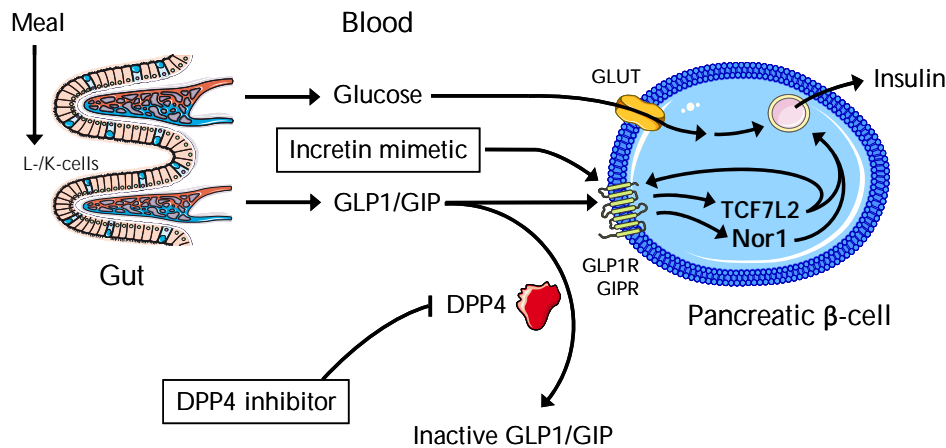 Meal
Blood
GLUT
Insulin
Glucose
L-/K-cells
Incretin mimetic
GLP1/GIP
TCF7L2
Nor1
Gut
GLP1R
GIPR
DPP4
Pancreatic β-cell
DPP4 inhibitor
Inactive GLP1/GIP